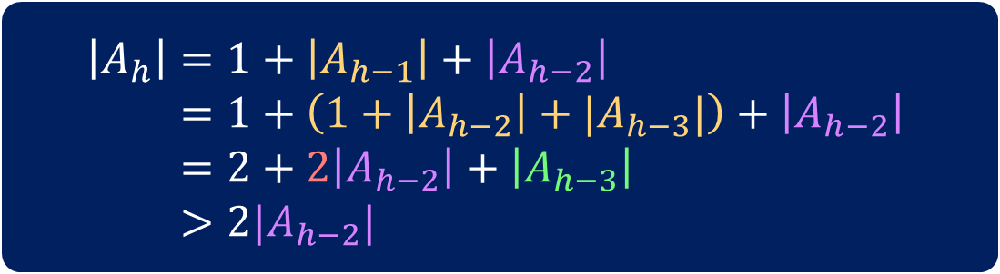 |A_h| = 1 + |A_{h−1}| + |A_{h−2}|
= 1 + (1 + |A_{h−2}| + |A_{h−3}|) + |A_{h−2}|
= 2 + 2|A_{h−2}| + |A_{h−3}|
> 2|A_{h−2}|